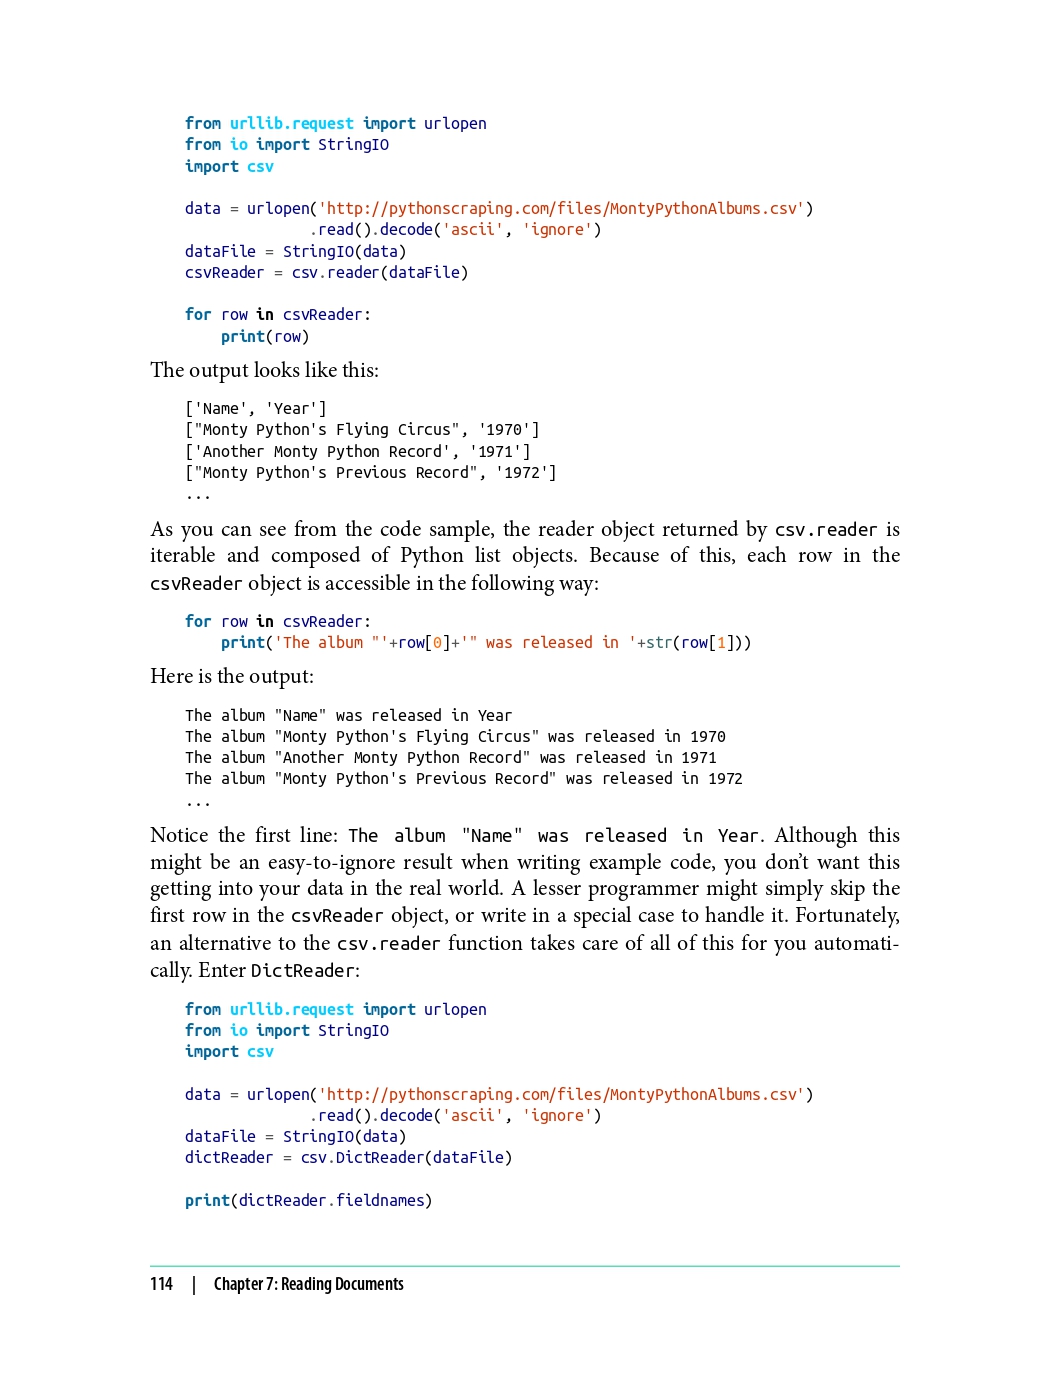 from urllib.request import urlopen
from io import StringIO
import csv
data = urlopen('http://pythonscraping.com/files/MontyPythonAlbums.csv')
              .read().decode('ascii', 'ignore')
dataFile = StringIO(data)
csvReader = csv.reader(dataFile)
for row in csvReader:
    print(row)
The output looks like this:
['Name', 'Year']
["Monty Python's Flying Circus", '1970']
['Another Monty Python Record', '1971']
["Monty Python's Previous Record", '1972']
...
As you can see from the code sample, the reader object returned by csv.reader is
iterable and composed of Python list objects. Because of this, each row in the
csvReader object is accessible in the following way:
for row in csvReader:
    print('The album "'+row[0]+'" was released in '+str(row[1]))
Here is the output:
The album "Name" was released in Year
The album "Monty Python's Flying Circus" was released in 1970
The album "Another Monty Python Record" was released in 1971
The album "Monty Python's Previous Record" was released in 1972
...
Notice the first line: The album "Name" was released in Year. Although this
might be an easy-to-ignore result when writing example code, you don’t want this
getting into your data in the real world. A lesser programmer might simply skip the
first row in the csvReader object, or write in a special case to handle it. Fortunately,
an alternative to the csv.reader function takes care of all of this for you automati-
cally. Enter DictReader:
from urllib.request import urlopen
from io import StringIO
import csv
data = urlopen('http://pythonscraping.com/files/MontyPythonAlbums.csv')
              .read().decode('ascii', 'ignore')
dataFile = StringIO(data)
dictReader = csv.DictReader(dataFile)
print(dictReader.fieldnames)
114 | Chapter 7: Reading Documents